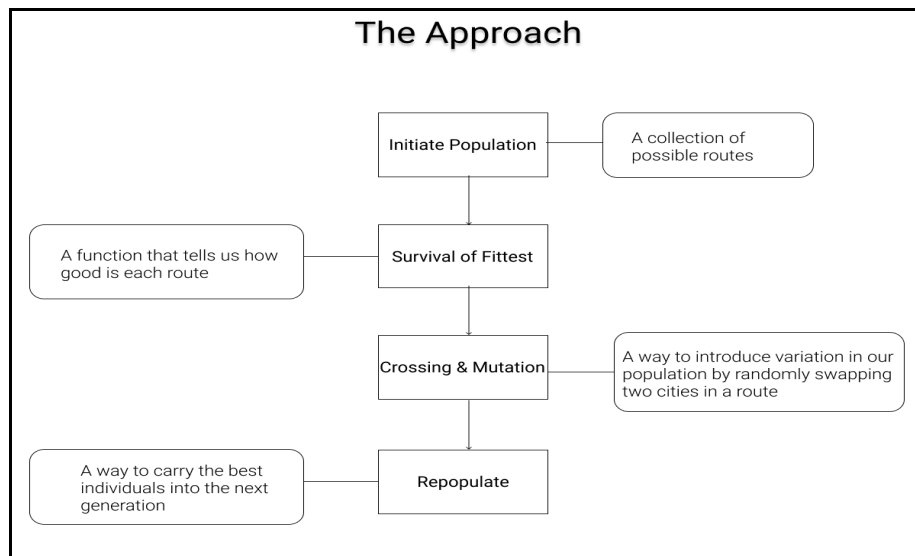 The Approach
Initiate Population
A collection of
possible routes
A function that tells us how
good is each route
Survival of Fittest
Crossing & Mutation
A way to introduce variation in our
population by randomly swapping
two cities in a route
A way to carry the best
individuals into the next
generation
Repopulate